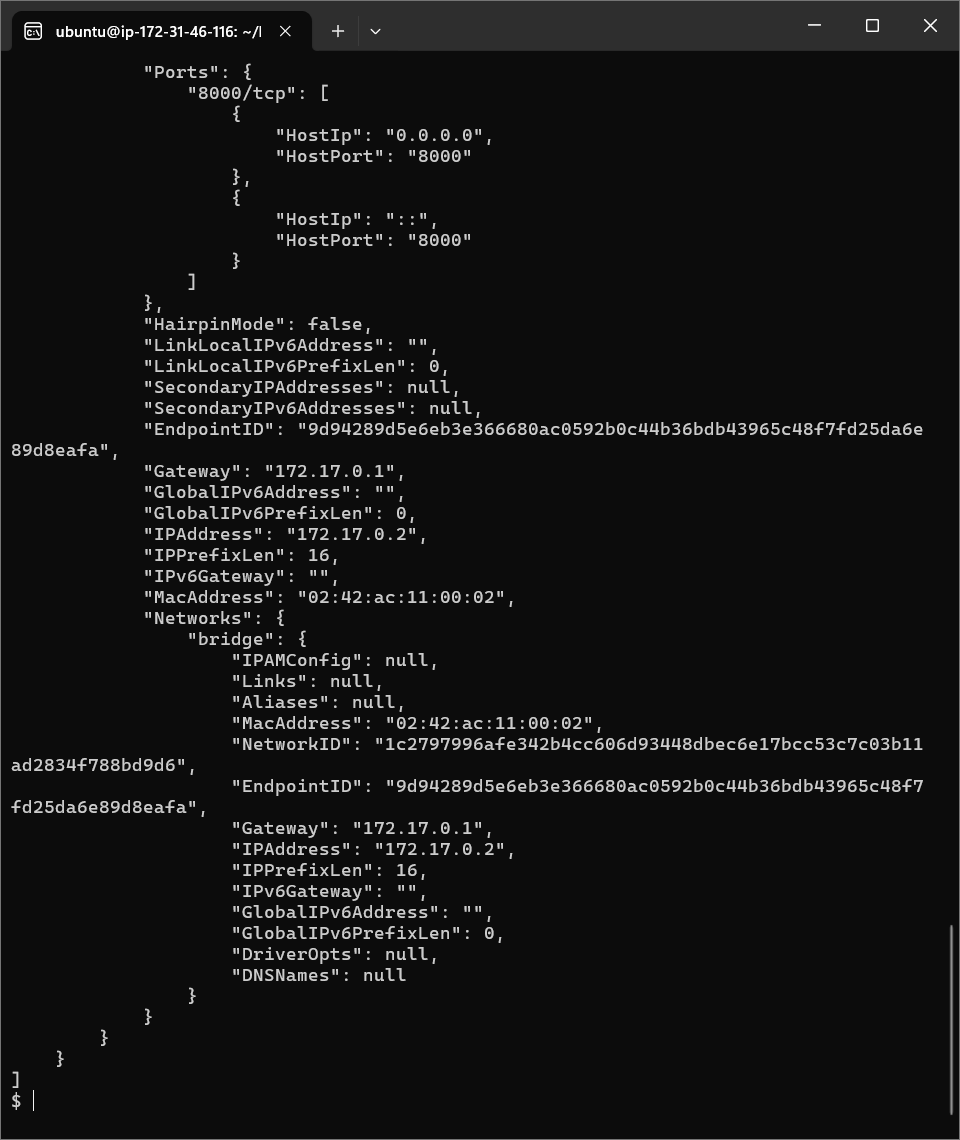 ubuntu@ip-172-31-46-116: ~/l
"Ports": {
"8000/tcp": [
{
"HostIp": "0.0.0.0",
"HostPort": "8000"
},
{
"HostIp": "::",
"HostPort": "8000"
}
]
},
"HairpinMode": false,
"LinkLocalIPv6Address": "",
"LinkLocalIPv6PrefixLen": 0,
"SecondaryIPAddresses": null,
"SecondaryIPv6Addresses": null,
"EndpointID": "9d94289d5e6eb3e366680ac0592b0c44b36bdb43965c48f7fd25da6e
89d8eafa",
"Gateway": "172.17.0.1",
"GlobalIPv6Address": "",
"GlobalIPv6PrefixLen": 0,
"IPAddress": "172.17.0.2",
"IPPrefixLen": 16,
"IPv6Gateway": "",
"MacAddress": "02:42:ac:11:00:02",
"Networks": {
"bridge": {
"IPAMConfig": null,
"Links": null,
"Aliases": null,
"MacAddress": "02:42:ac:11:00:02",
"NetworkID": "1c2797996afe342b4cc606d93448dbec6e17bcc53c7c03b11
ad2834f788bd9d6",
"EndpointID": "9d94289d5e6eb3e366680ac0592b0c44b36bdb43965c48f7
fd25da6e89d8eafa",
"Gateway": "172.17.0.1",
"IPAddress": "172.17.0.2",
"IPPrefixLen": 16,
"IPv6Gateway": "",
"GlobalIPv6Address": "",
"GlobalIPv6PrefixLen": 0,
"DriverOpts": null,
"DNSNames": null
}
}
}
}
]
$